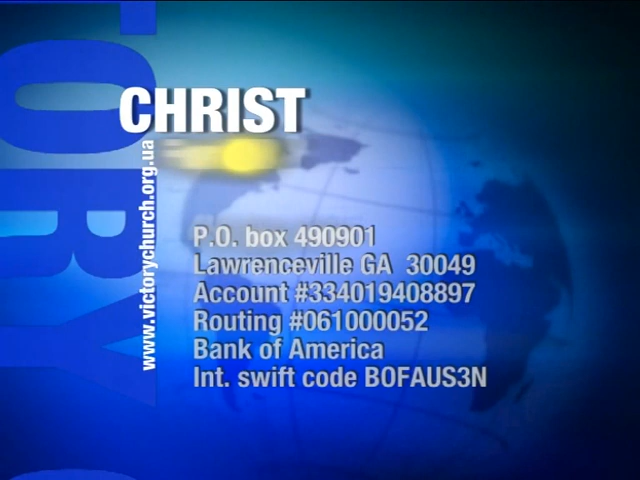 CHRIST
www.victorychurch.org.ua
P.O. box 490901
Lawrenceville GA 30049
Account #334019408897
Routing #061000052
Bank of America
Int. swift code BOFAUS3N
TORY